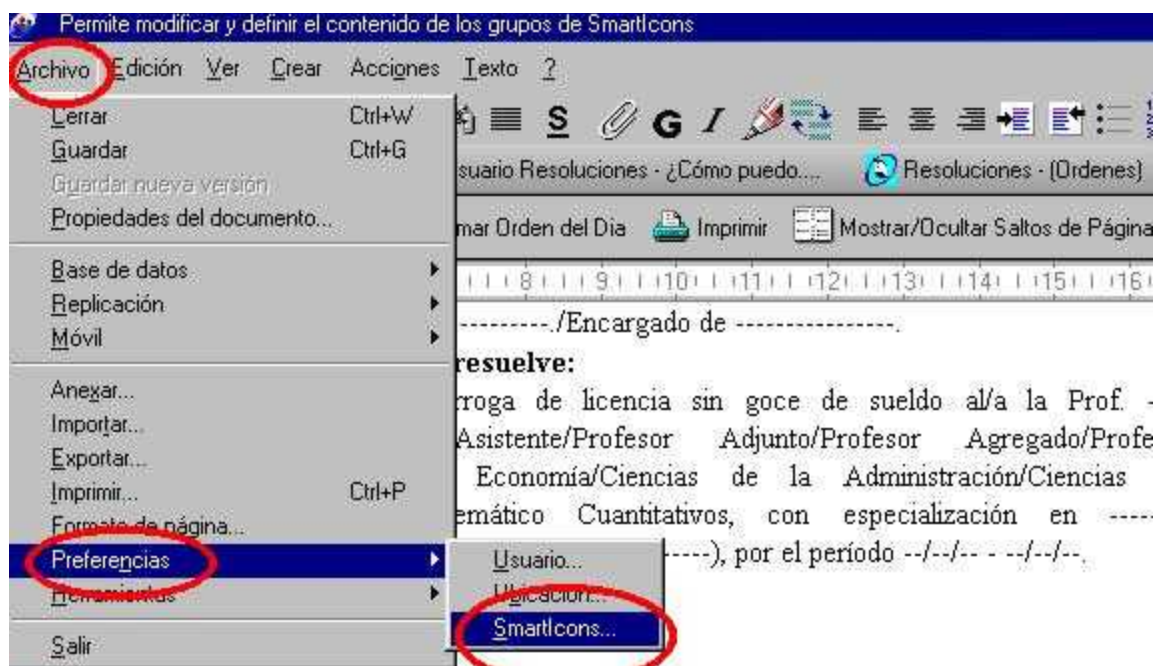 Permite modificar y definir el contenido de los grupos de SmartIcons
Archivo Edición Ver Crear Acciones Texto ?
Cerrar Ctrl+W
Guardar Ctrl+G
Guardar nueva versión
Propiedades del documento...
Base de datos
Replicación
Móvil
Anexar...
Importar...
Exportar...
Imprimir... Ctrl+P
Formato de página...
Preferencias
Herramientas
Salir
Usuario...
Ubicación...
SmartIcons...
S G I
suario Resoluciones - ¿Cómo puedo.... Resoluciones - (Ordenes)
mar Orden del Dia Imprimir Mostrar/Ocultar Saltos de Página
8 9 10 11 12 13 14 15 16
---------./Encargado de ---------------.
resuelve:
rroga de licencia sin goce de sueldo al/a la Prof. -
Asistente/Profesor Adjunto/Profesor Agregado/Profe
Economía/Ciencias de la Administración/Ciencias
emático Cuantitativos, con especialización en -----
-----), por el período --/--/-- - --/--/--.